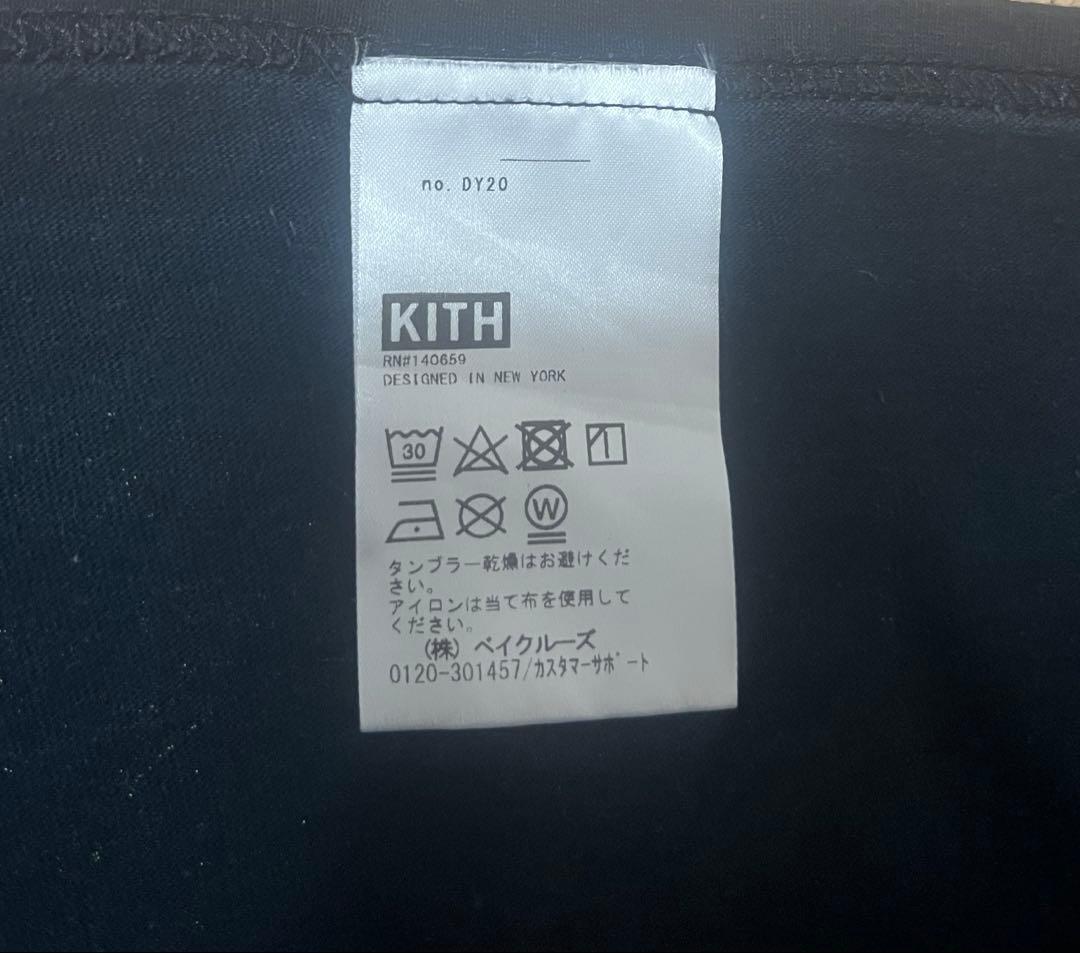 no. DY20
KITH
RN#140659
DESIGNED IN NEW YORK
30
W
タンブラー乾燥はお避けくだ
さい。
アイロンは当て布を使用して
ください。
(株) ベイクルーズ
0120-301457/カスタマーサポート